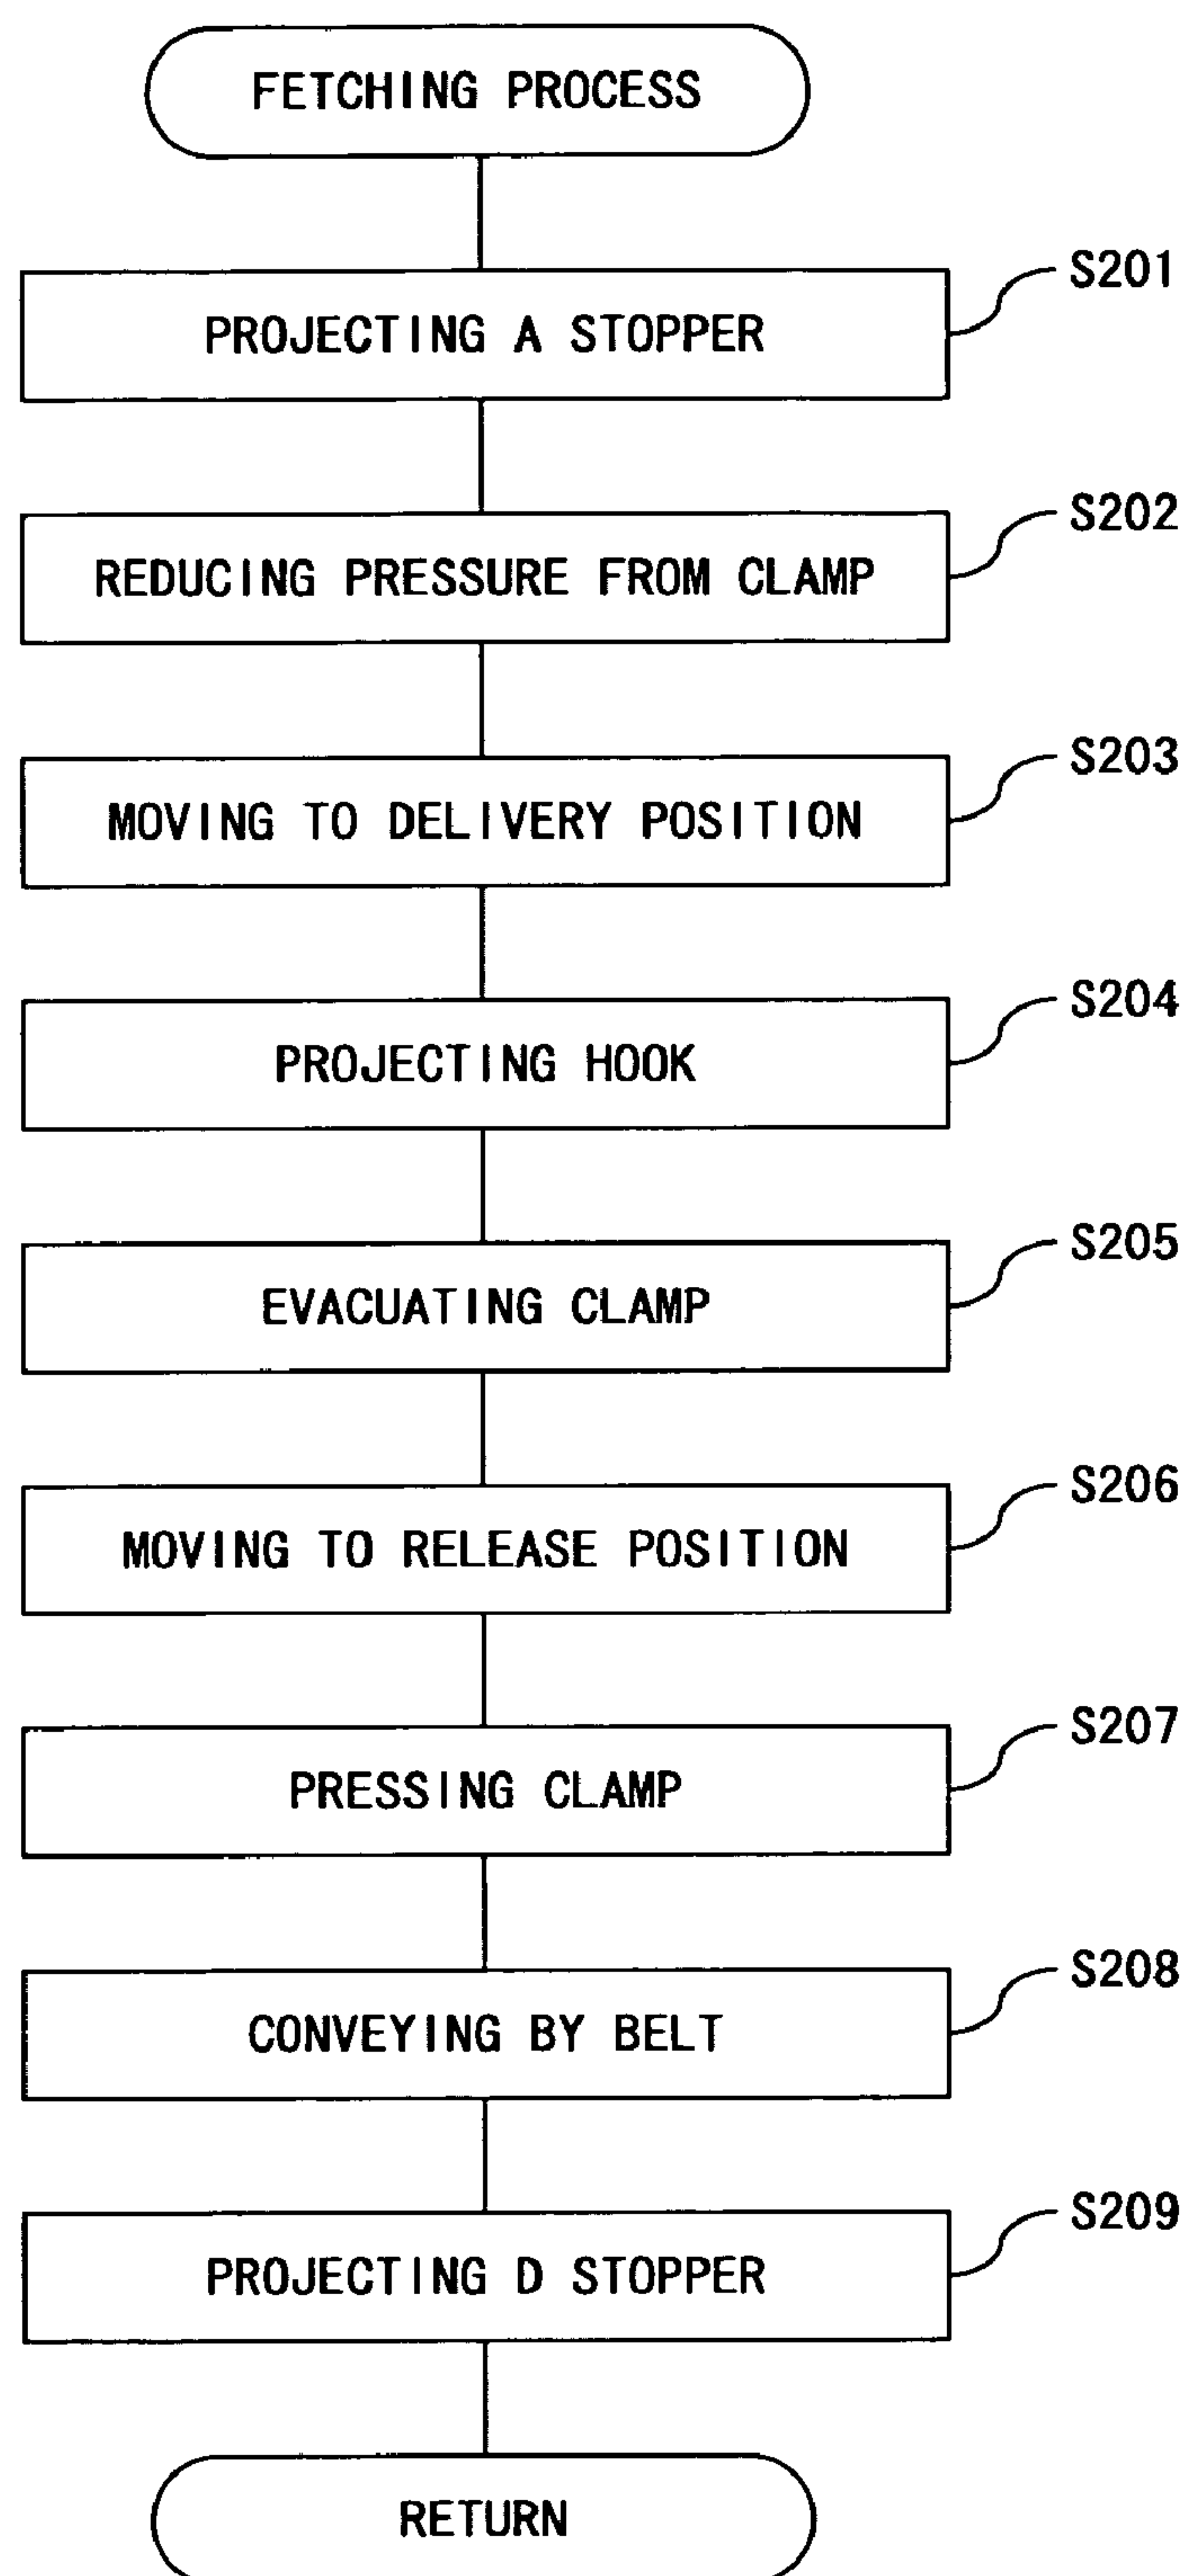 FETCHING PROCESS
PROJECTING A STOPPER
S201
REDUCING PRESSURE FROM CLAMP
S202
MOVING TO DELIVERY POSITION
S203
PROJECTING HOOK
S204
EVACUATING CLAMP
S205
MOVING TO RELEASE POSITION
S206
PRESSING CLAMP
S207
CONVEYING BY BELT
S208
PROJECTING D STOPPER
S209
RETURN